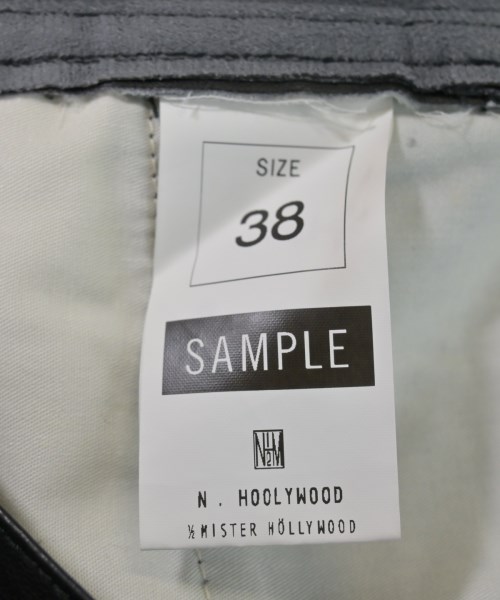 SIZE
38
SAMPLE
N. HOOLYWOOD
½ MISTER HÖLLYWOOD